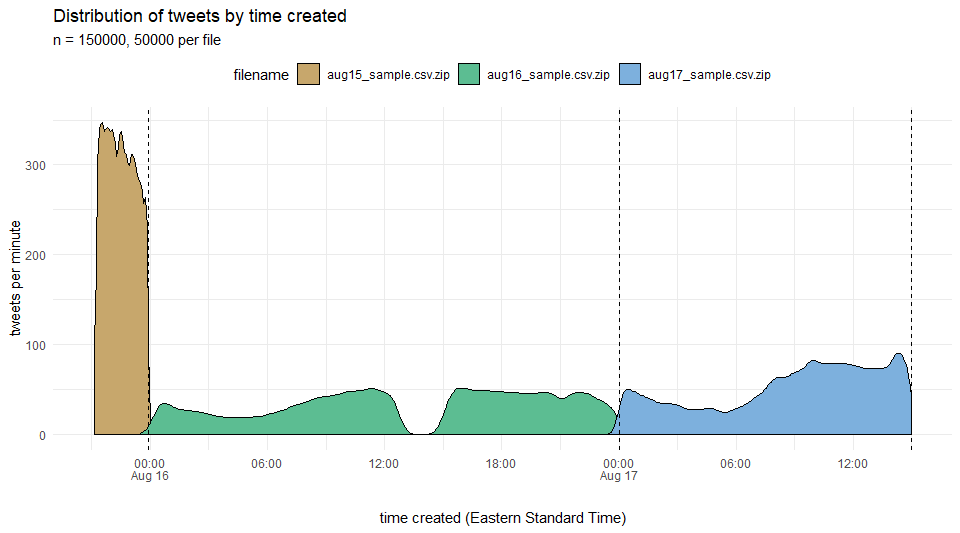 Distribution of tweets by time created
n = 150000, 50000 per file
filename aug15_sample.csv.zip aug16_sample.csv.zip aug17_sample.csv.zip
tweets per minute
300
200
100
0
00:00 06:00 12:00 18:00 00:00 06:00 12:00
Aug 16 Aug 17
time created (Eastern Standard Time)